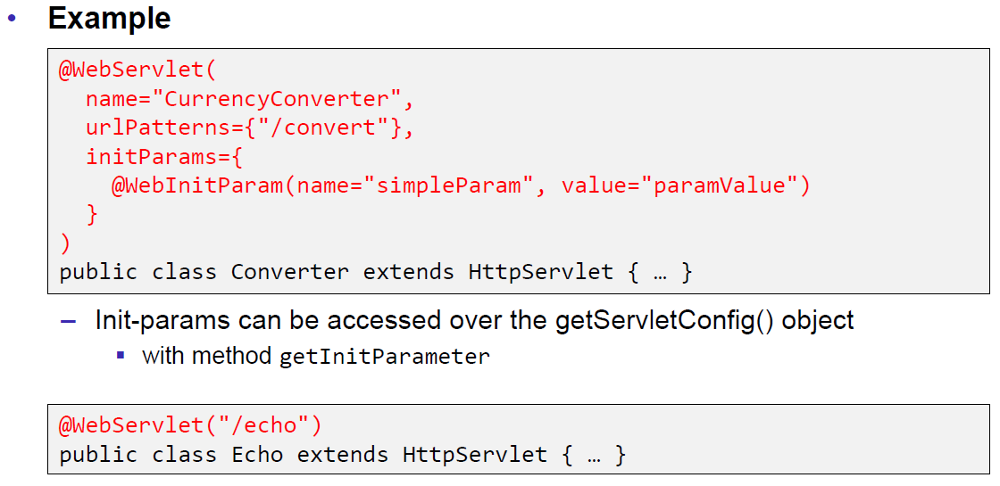 • Example
@WebServlet(
name="CurrencyConverter",
urlPatterns={"/convert"},
initParams={
@WebInitParam(name="simpleParam", value="paramValue")
}
)
public class Converter extends HttpServlet { … }
– Init-params can be accessed over the getServletConfig() object
▪ with method getInitParameter
@WebServlet("/echo")
public class Echo extends HttpServlet { … }